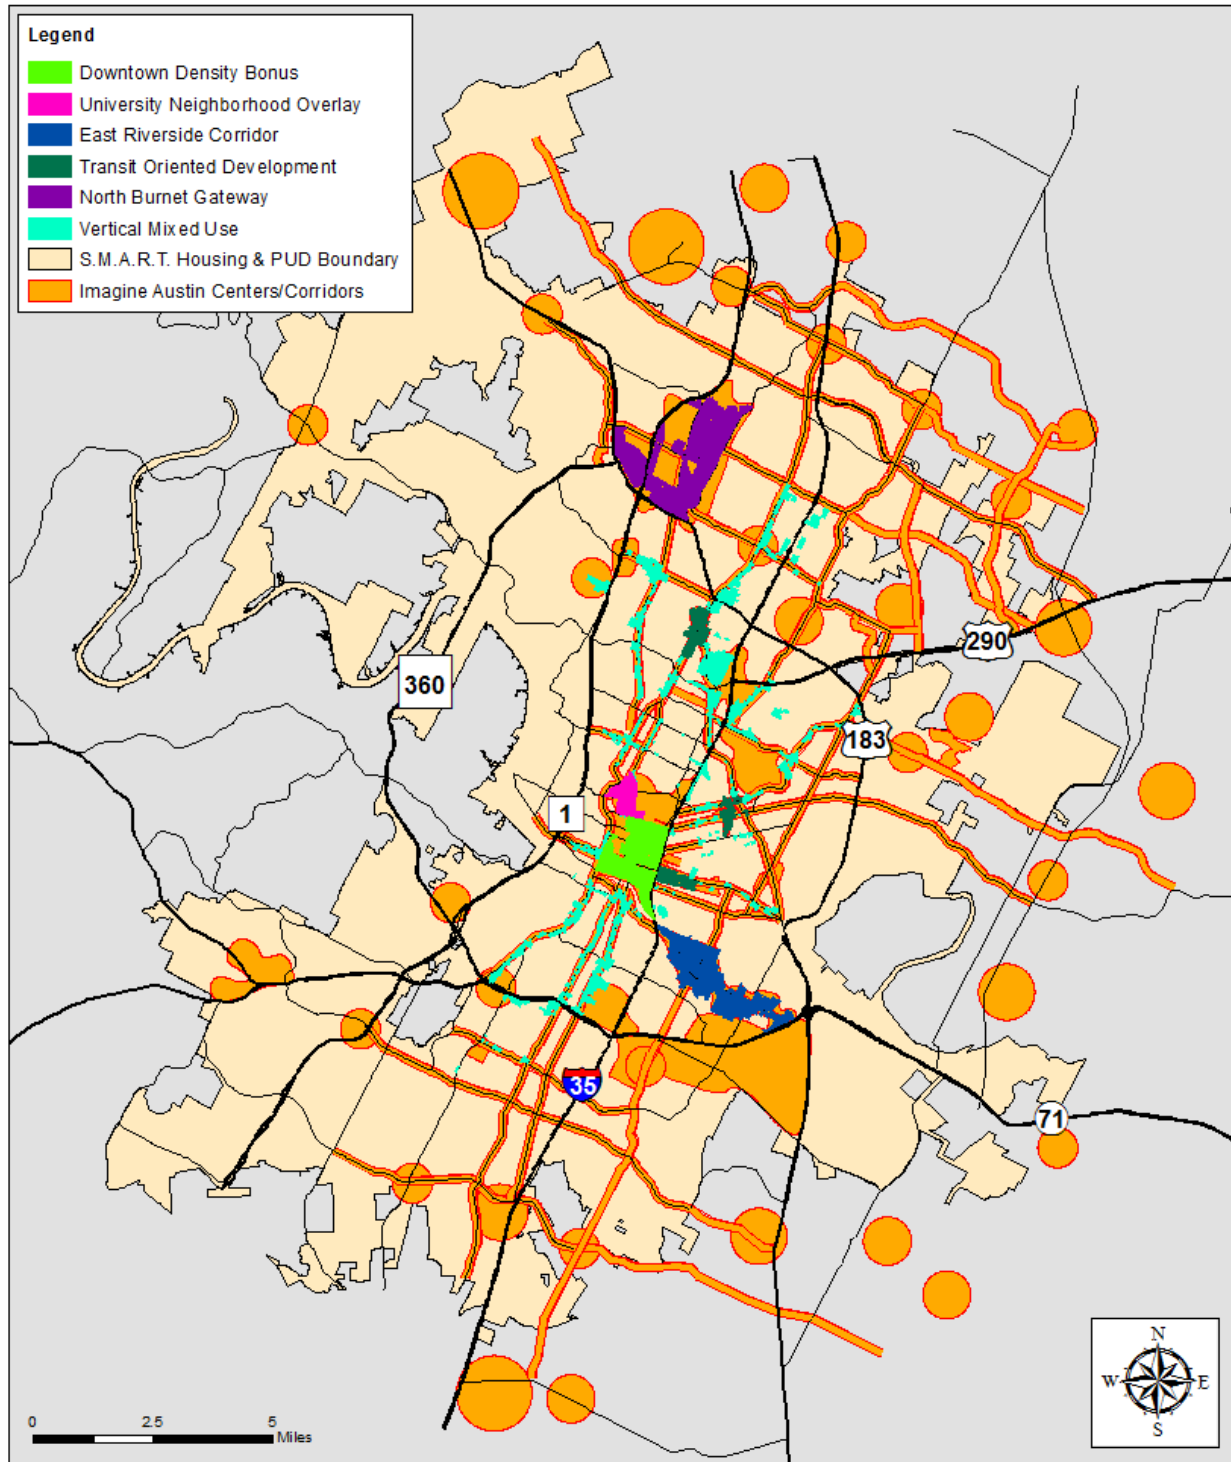 Legend
Downtown Density Bonus
University Neighborhood Overlay
East Riverside Corridor
Transit Oriented Development
North Burnet Gateway
Vertical Mixed Use
S.M.A.R.T. Housing & PUD Boundary
Imagine Austin Centers/Corridors
290
360
183
1
35
71
N
W E
S
0 2.5 5
Miles